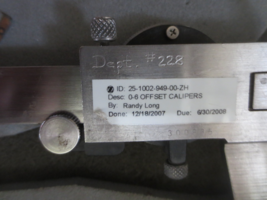 Dept. #228
ID: 25-1002-949-00-ZH
Desc: 0-6 OFFSET CALIPERS
By: Randy Long
Done: 12/18/2007 Due: 6/30/2008